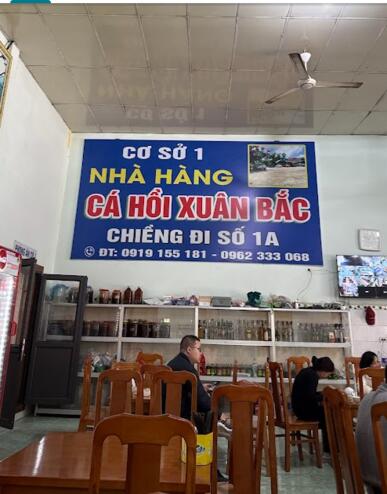 CƠ SỞ 1
NHÀ HÀNG
CÁ HỒI XUÂN BẮC
CHIỀNG ĐI SỐ 1A
ĐT: 0919 155 181 - 0962 333 068